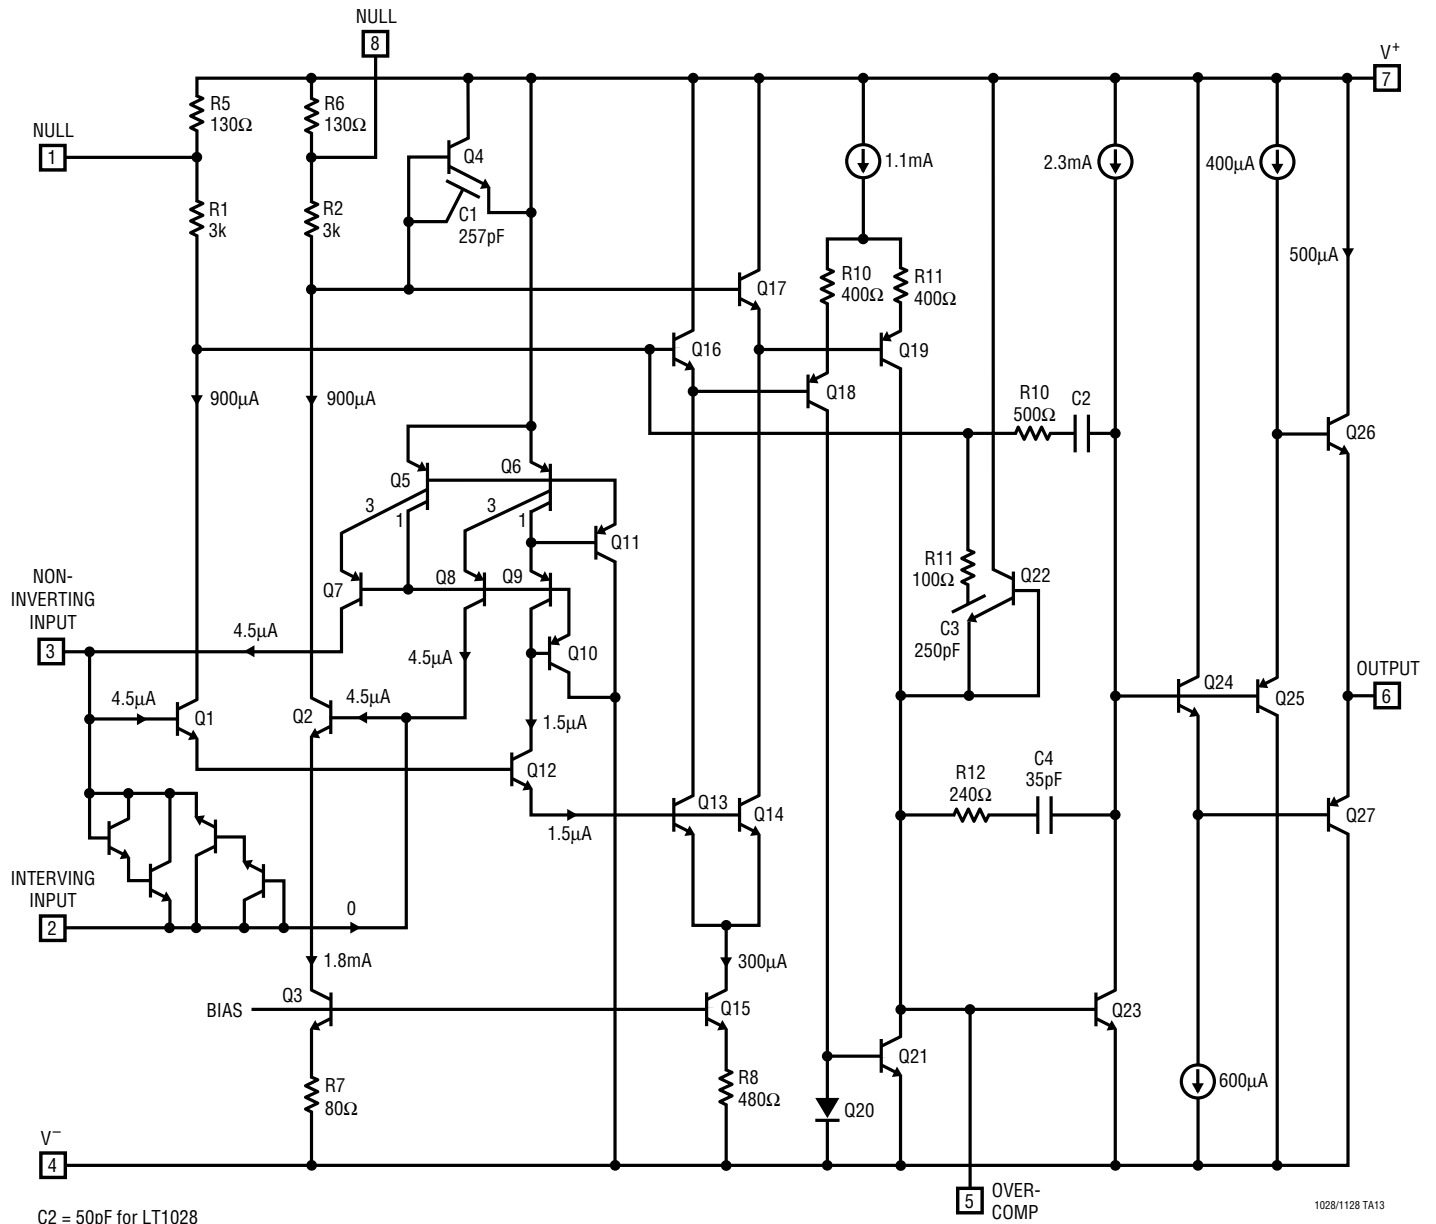 NULL
8
V+
7
R5
130Ω
R6
130Ω
NULL
1
Q4
1.1mA
2.3mA
400µA
R1
3k
R2
3k
C1
257pF
500µA
R10
400Ω
R11
400Ω
Q17
Q16
Q19
Q18
900µA
900µA
R10
500Ω
C2
Q26
Q5
Q6
3
1
3
1
Q11
R11
100Ω
Q22
NON-
INVERTING
INPUT
3
Q7
Q8
Q9
4.5µA
4.5µA
Q10
C3
250pF
OUTPUT
6
4.5µA
Q1
Q2
4.5µA
1.5µA
Q24
Q25
Q12
R12
240Ω
C4
35pF
1.5µA
Q13
Q14
Q27
INTERVING
INPUT
2
0
1.8mA
300µA
Q3
BIAS
Q15
Q23
Q21
R7
80Ω
R8
480Ω
Q20
600µA
V−
4
5
OVER-
COMP
1028/1128 TA13
C2 = 50pF for LT1028